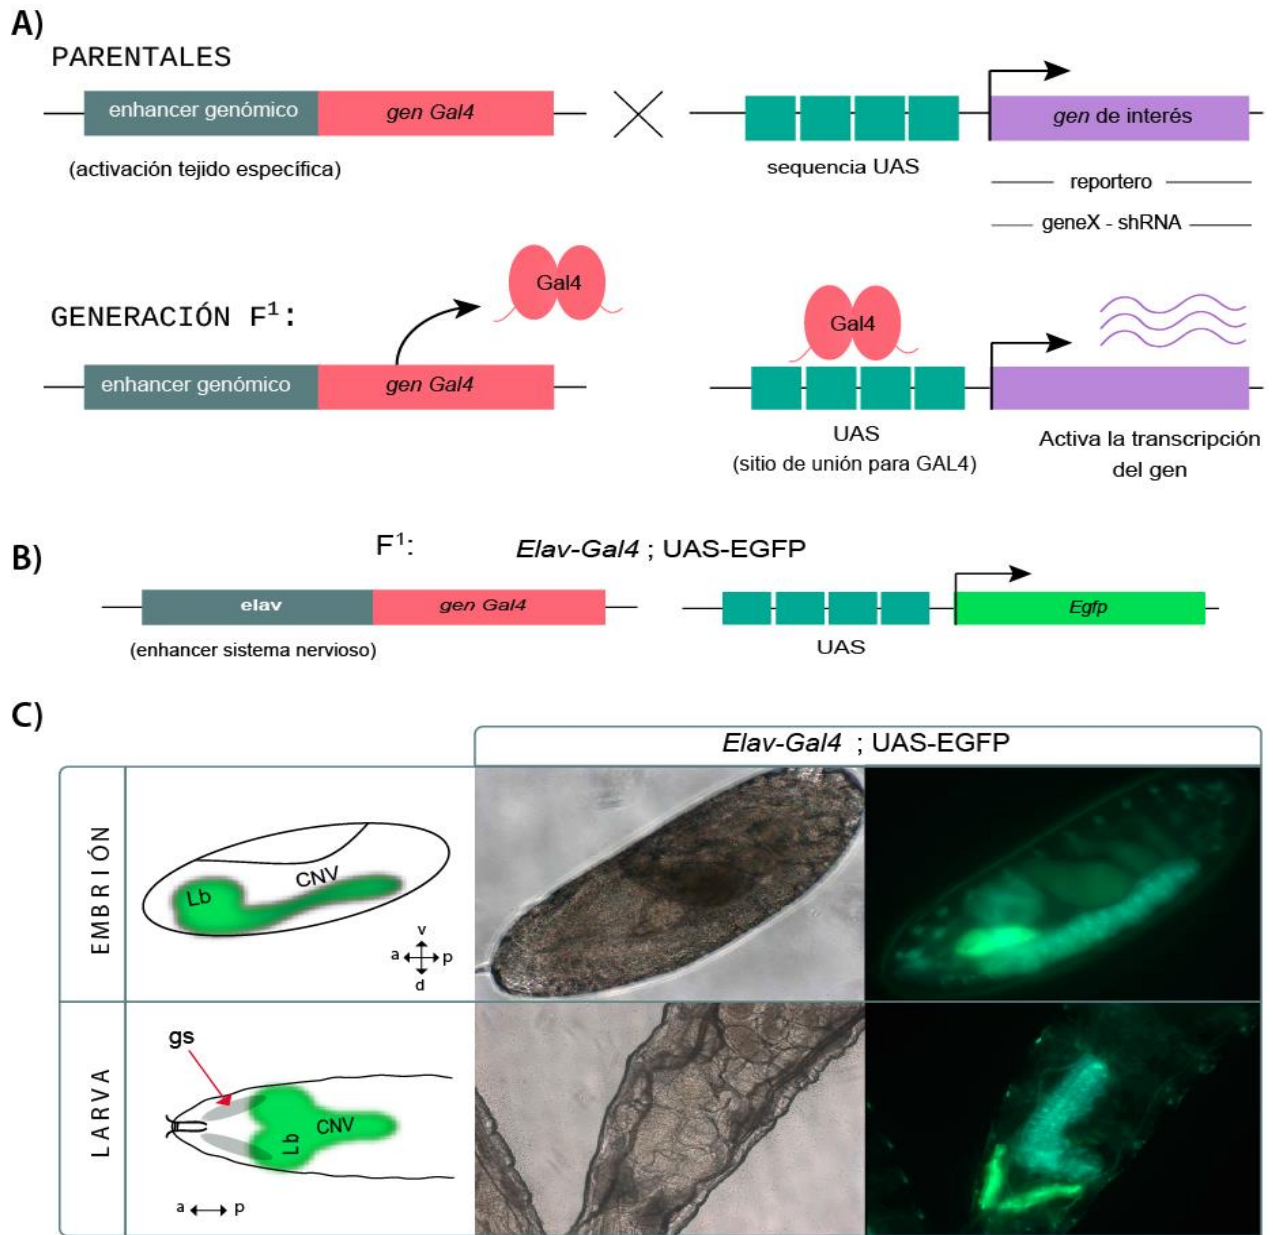 A)
PARENTALES
enhancer genómico
gen Gal4
(activación tejido específica)
gen de interés
sequencia UAS
reportero
geneX - shRNA
GENERACIÓN F1:
Gal4
enhancer genómico
gen Gal4
Gal4
UAS
(sitio de unión para GAL4)
Activa la transcripción
del gen
B)
F1: Elav-Gal4 ; UAS-EGFP
elav
gen Gal4
(enhancer sistema nervioso)
Egfp
UAS
C)
Elav-Gal4 ; UAS-EGFP
EMBRIÓN
Lb
CNV
v
a
p
d
LARVA
gs
Lb
CNV
a
p